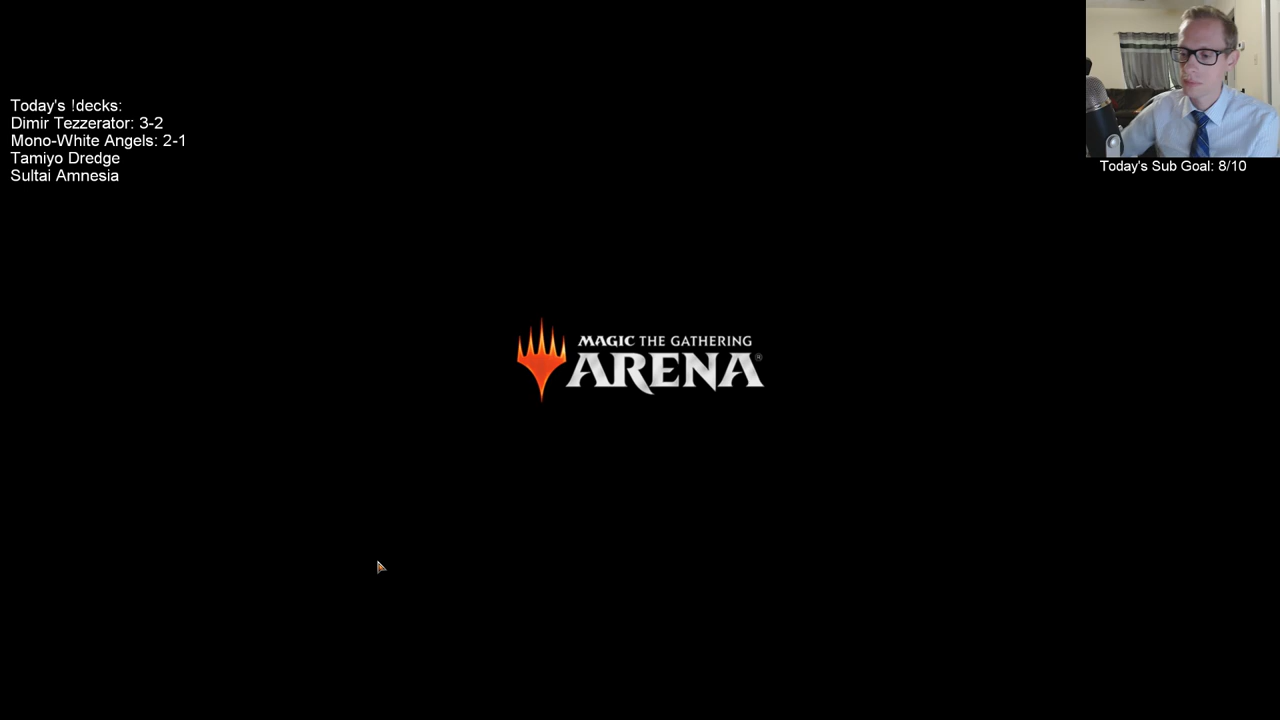 Today's !decks:
Dimir Tezzerator: 3-2
Mono-White Angels: 2-1
Tamiyo Dredge
Sultai Amnesia
Today's Sub Goal: 8/10
MAGIC THE GATHERING
ARENA®